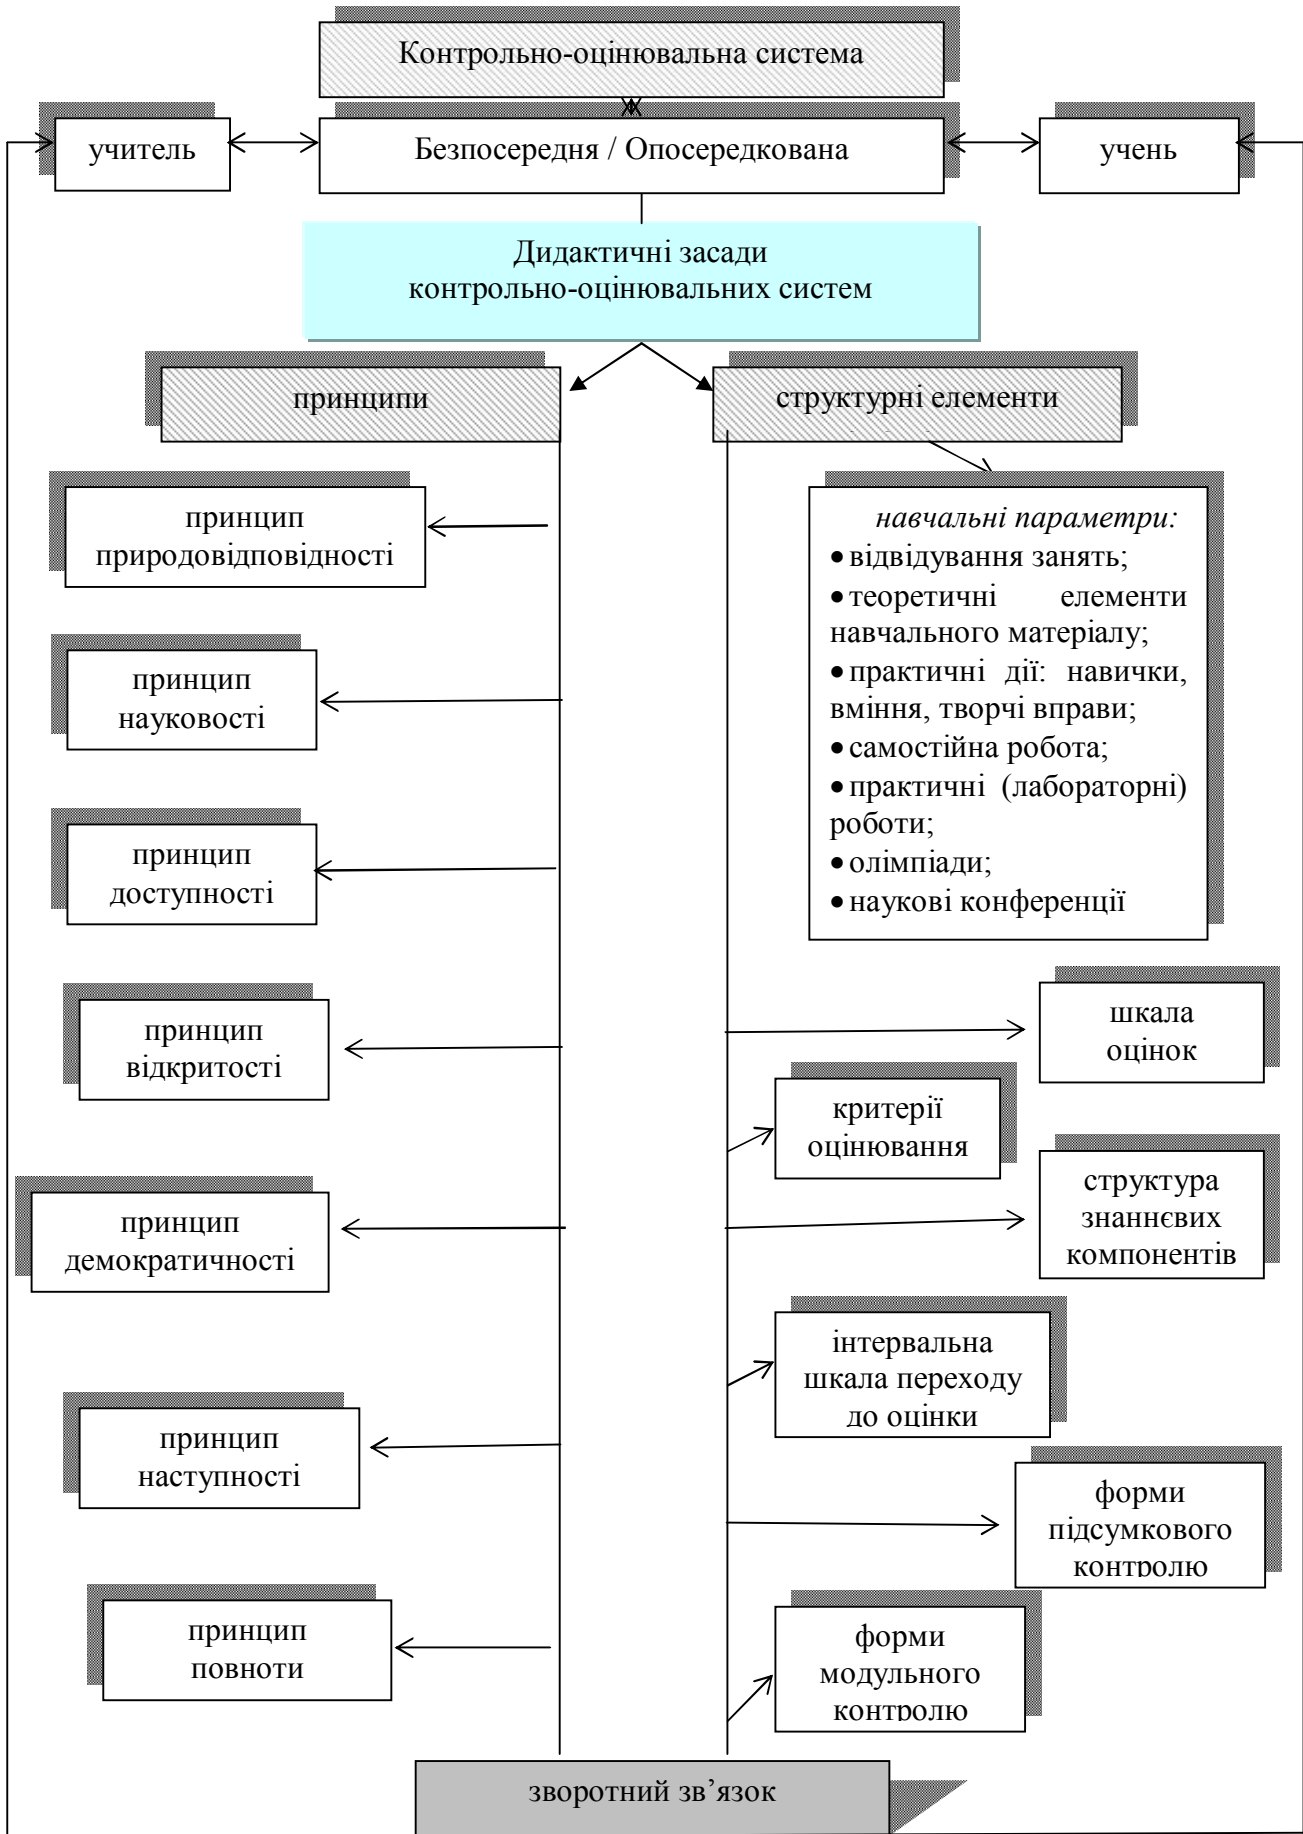 Контрольно-оцінювальна система
учитель
Безпосередня / Опосередкована
учень
Дидактичні засади
контрольно-оцінювальних систем
принципи
структурні елементи
принцип
природовідповідності
принцип
науковості
принцип
доступності
принцип
відкритості
принцип
демократичності
принцип
наступності
принцип
повноти
навчальні параметри:
• відвідування занять;
• теоретичні елементи
навчального матеріалу;
• практичні дії: навички,
вміння, творчі вправи;
• самостійна робота;
• практичні (лабораторні)
роботи;
• олімпіади;
• наукові конференції
шкала
оцінок
критерії
оцінювання
структура
знаннєвих
компонентів
інтервальна
шкала переходу
до оцінки
форми
підсумкового
контролю
форми
модульного
контролю
зворотний зв’язок